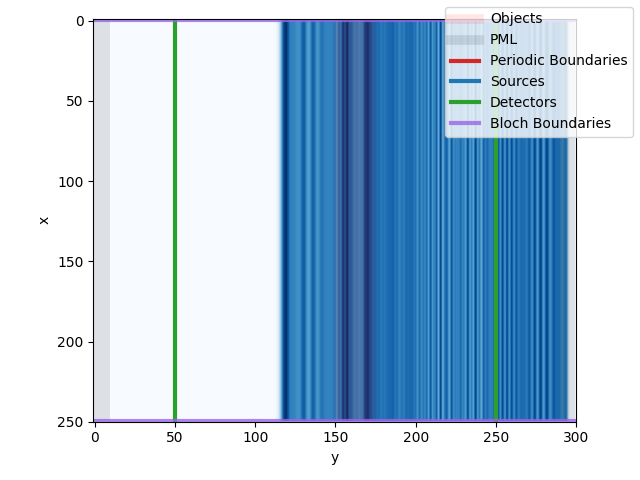 0
50
100
150
200
250
x
0
50
100
150
200
250
300
y
Objects
PML
Periodic Boundaries
Sources
Detectors
Bloch Boundaries